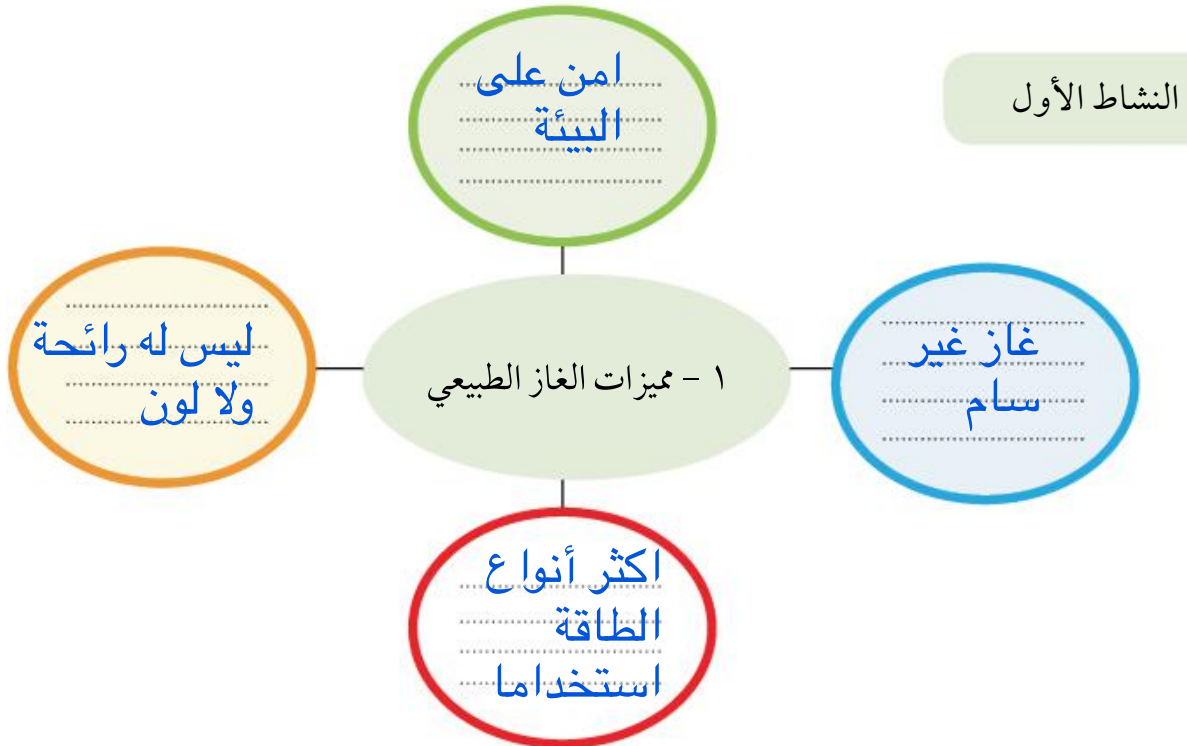 النشاط الأول
امن على
البيئة
١ - مميزات الغاز الطبيعي
غاز غير
سام
ليس له رائحة
ولا لون
اكثر أنواع
الطاقة
استخداما